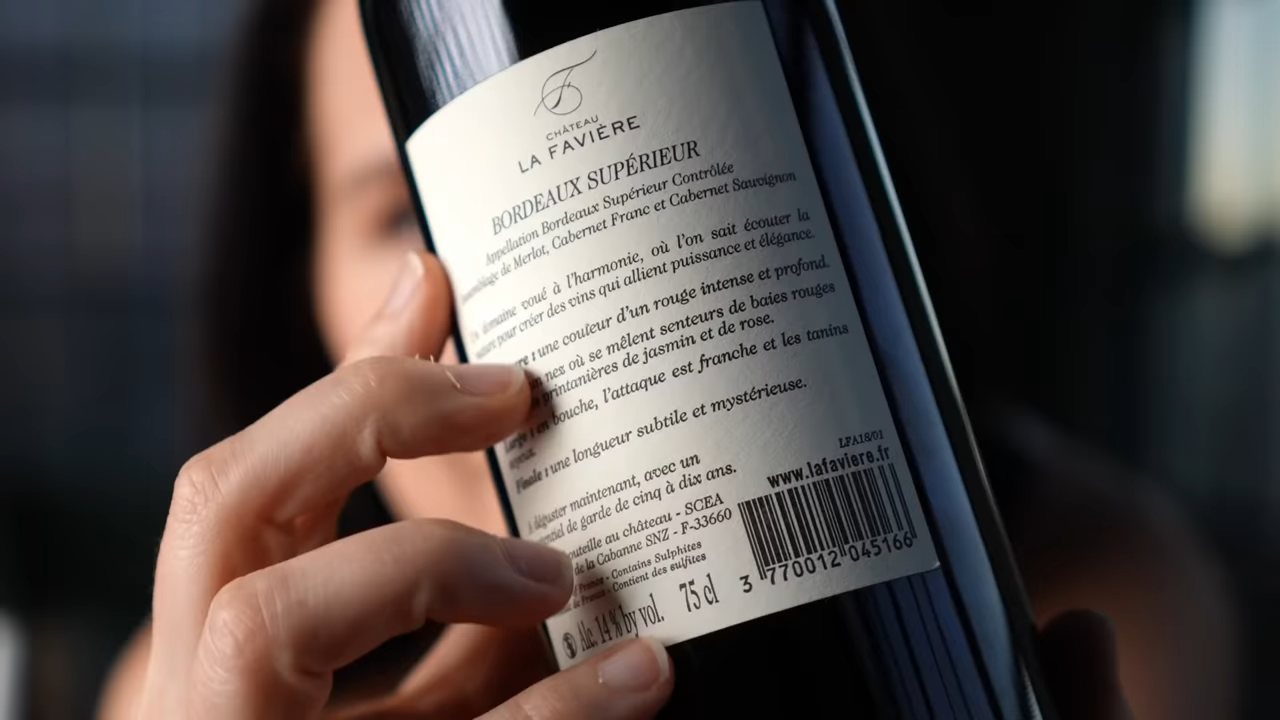 CHÂTEAU
LA FAVIÈRE
BORDEAUX SUPÉRIEUR
Appellation Bordeaux Supérieur Contrôlée
de Merlot, Cabernet Franc et Cabernet Sauvignon
domaine voué à l'harmonie, où l'on sait écouter la
pour créer des vins qui allient puissance et élégance.
: une couleur d'un rouge intense et profond.
nez où se mêlent senteurs de baies rouges
printanières de jasmin et de rose.
en bouche, l'attaque est franche et les tanins
Finale : une longueur subtile et mystérieuse.
A déguster maintenant, avec un
de garde de cinq à dix ans.
au château - SCEA
de la Cabanne SNZ - F-33660
France - Contains Sulphites
de France - Contient des sulfites
Alc. 14 % by vol. 75 cl
LFA18/01
www.lafaviere.fr
3 770012 045166